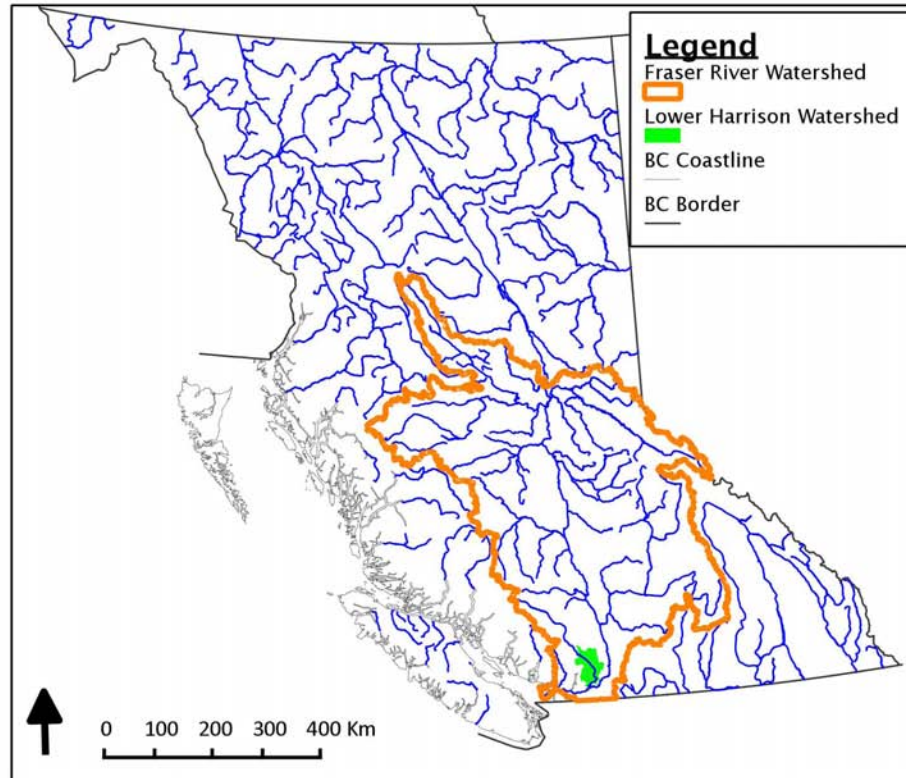 Legend
Fraser River Watershed
Lower Harrison Watershed
BC Coastline
BC Border
0 100 200 300 400 Km